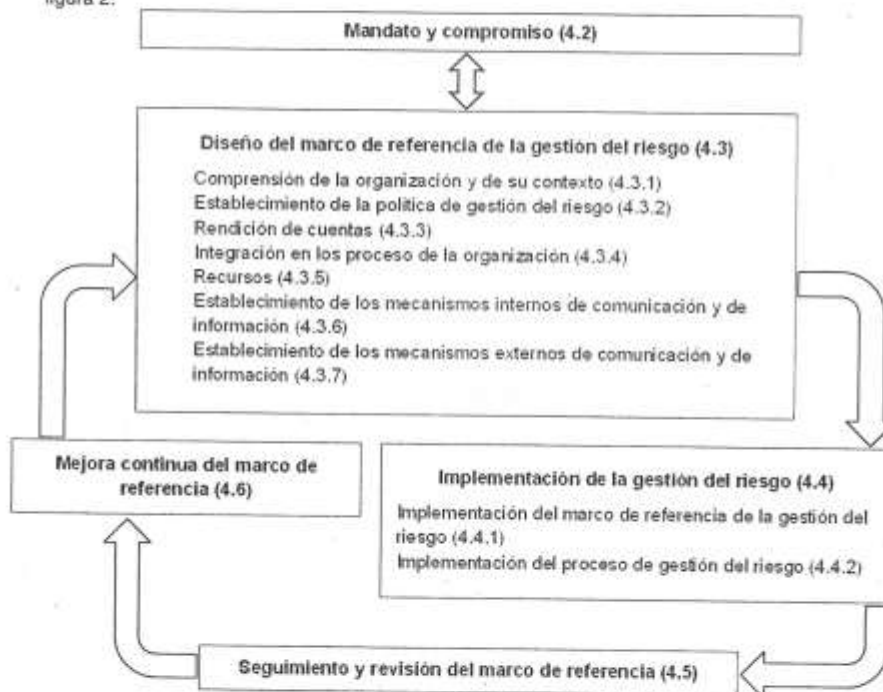 figura 2.
Mandato y compromiso (4.2)
Diseño del marco de referencia de la gestión del riesgo (4.3)
Comprensión de la organización y de su contexto (4.3.1)
Establecimiento de la política de gestión del riesgo (4.3.2)
Rendición de cuentas (4.3.3)
Integración en los proceso de la organización (4.3.4)
Recursos (4.3.5)
Establecimiento de los mecanismos internos de comunicación y de
información (4.3.6)
Establecimiento de los mecanismos externos de comunicación y de
información (4.3.7)
Mejora continua del marco de
referencia (4.6)
Implementación de la gestión del riesgo (4.4)
Implementación del marco de referencia de la gestión del
riesgo (4.4.1)
Implementación del proceso de gestión del riesgo (4.4.2)
Seguimiento y revisión del marco de referencia (4.5)